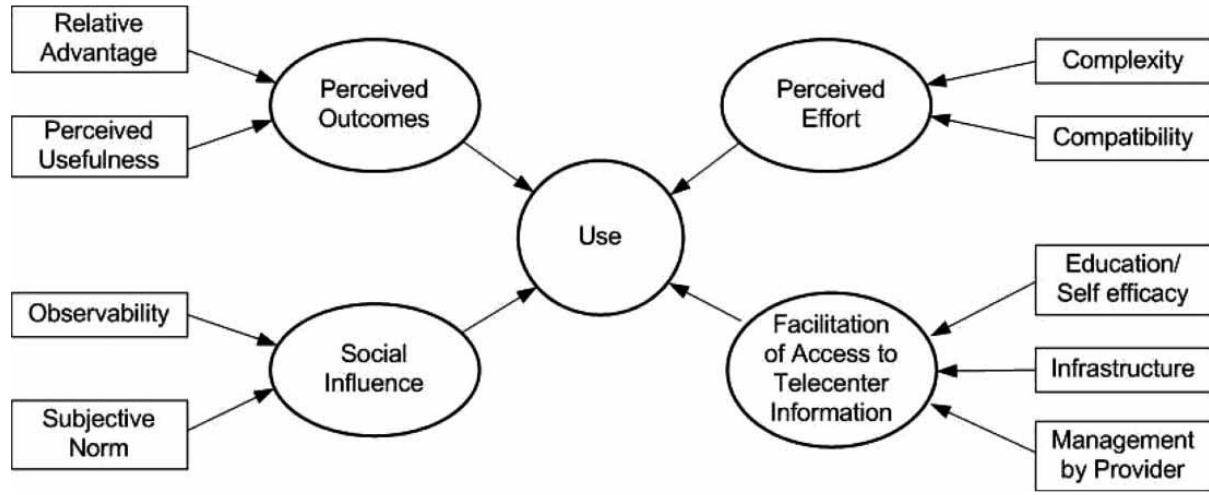 Relative
Advantage
Perceived
Usefulness
Perceived
Outcomes
Observability
Subjective
Norm
Social
Influence
Use
Perceived
Effort
Complexity
Compatibility
Facilitation
of Access to
Telecenter
Information
Education/
Self efficacy
Infrastructure
Management
by Provider